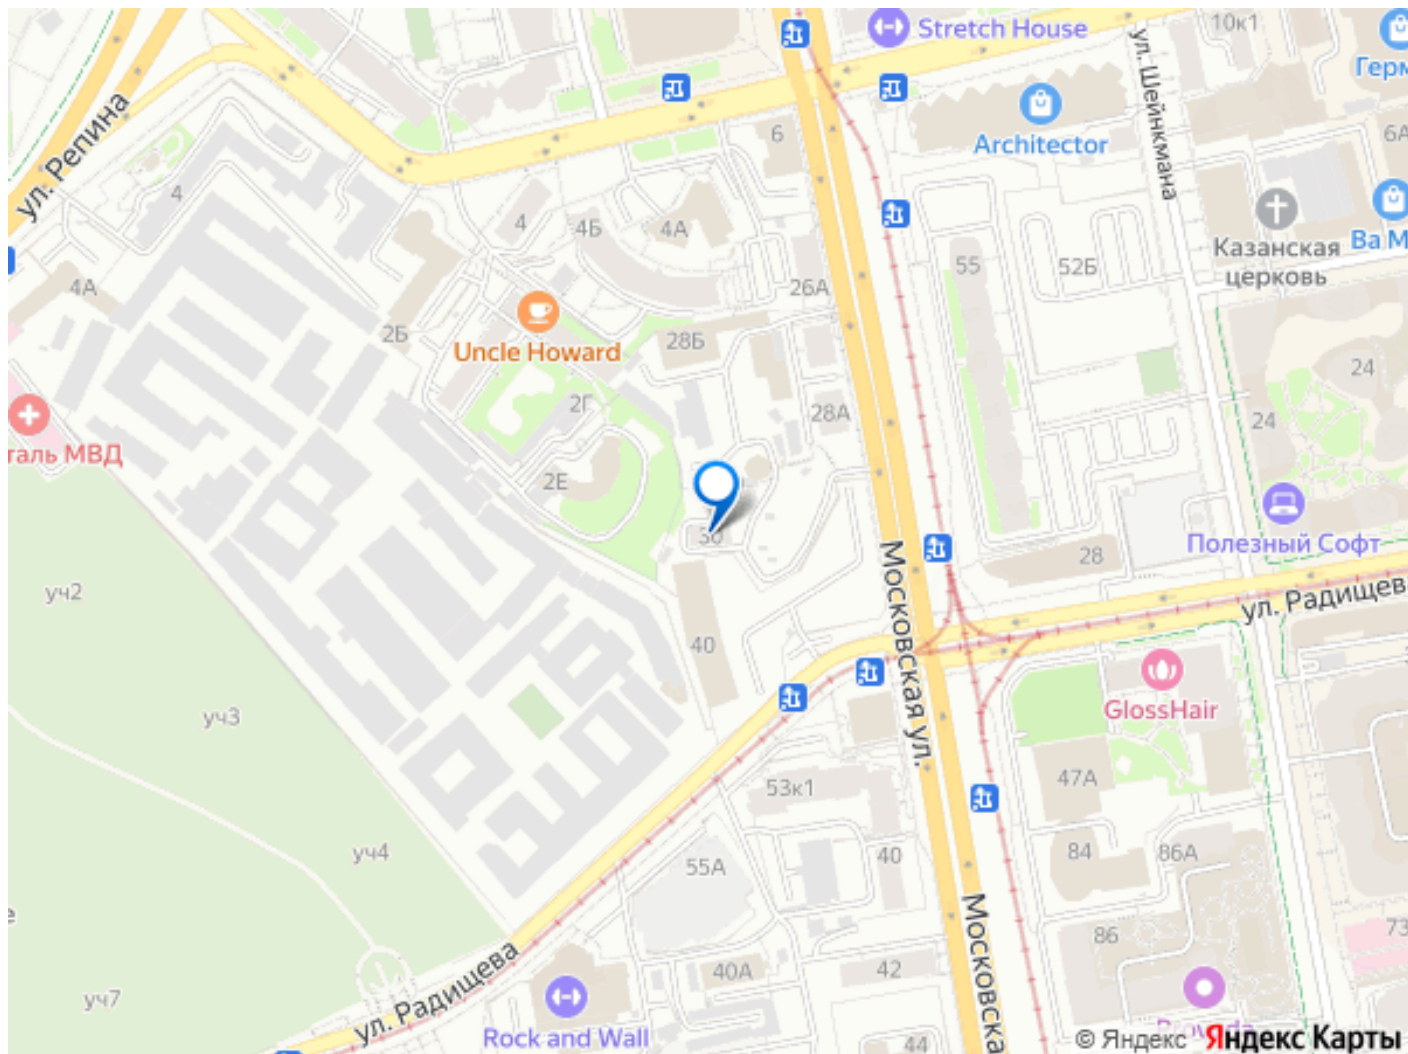 Stretch House
10к1
Герм
ул. Репина
ул. Шейнкмана
Architector
6
6А
4
4
4Б
4А
Казанская
церковь
Ва М
4А
26А
55
52Б
2Б
28Б
Uncle Howard
24
2Г
28А
24
таль МВД
2Е
30
Московская ул.
28
Полезный Софт
уч2
ул. Радищев
40
GlossHair
уч3
53к1
47А
уч4
55А
40
84
86А
е
ул. Радищева
Московска
86
73
уч7
40А
42
Rock and Wall
44
© Яндекс Яндекс Карты